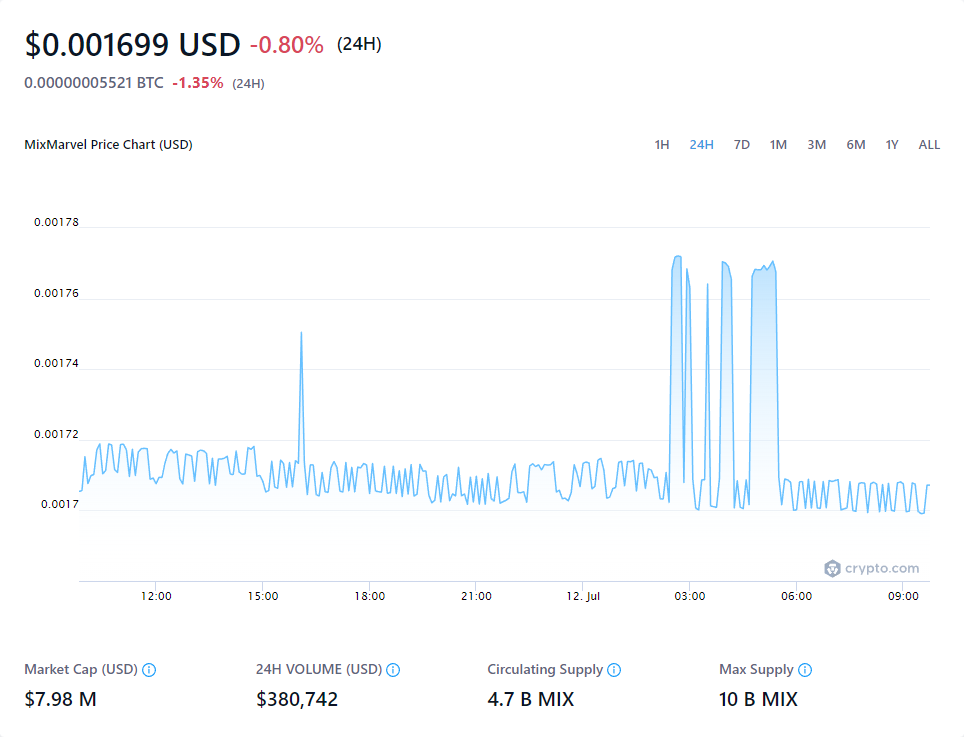 $0.001699 USD -0.80% (24H)
0.00000005521 BTC -1.35% (24H)
MixMarvel Price Chart (USD) 1H 24H 7D 1M 3M 6M 1Y ALL
0.00178
0.00176
0.00174
0.00172
0.0017
crypto.com
12:00 15:00 18:00 21:00 12. Jul 03:00 06:00 09:00
Market Cap (USD) 24H VOLUME (USD) Circulating Supply Max Supply
$7.98 M $380,742 4.7 B MIX 10 B MIX